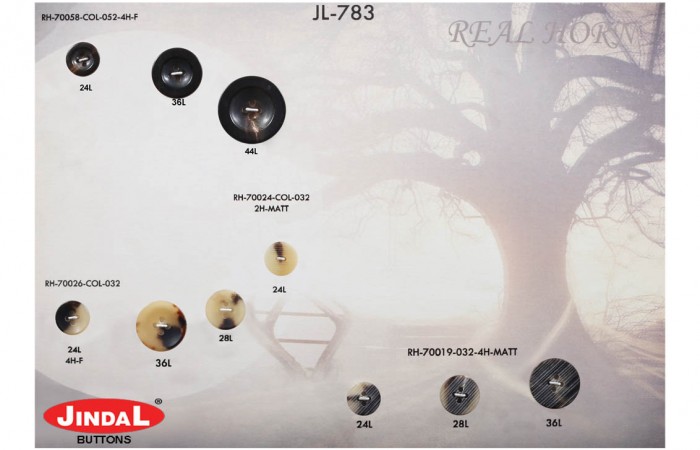 JL-783
REAL HORN
RH-70058-COL-052-4H-F
24L
36L
44L
RH-70024-COL-032
2H-MATT
24L
RH-70026-COL-032
24L
4H-F
36L
28L
RH-70019-032-4H-MATT
24L
28L
36L
JINDAL ®
BUTTONS